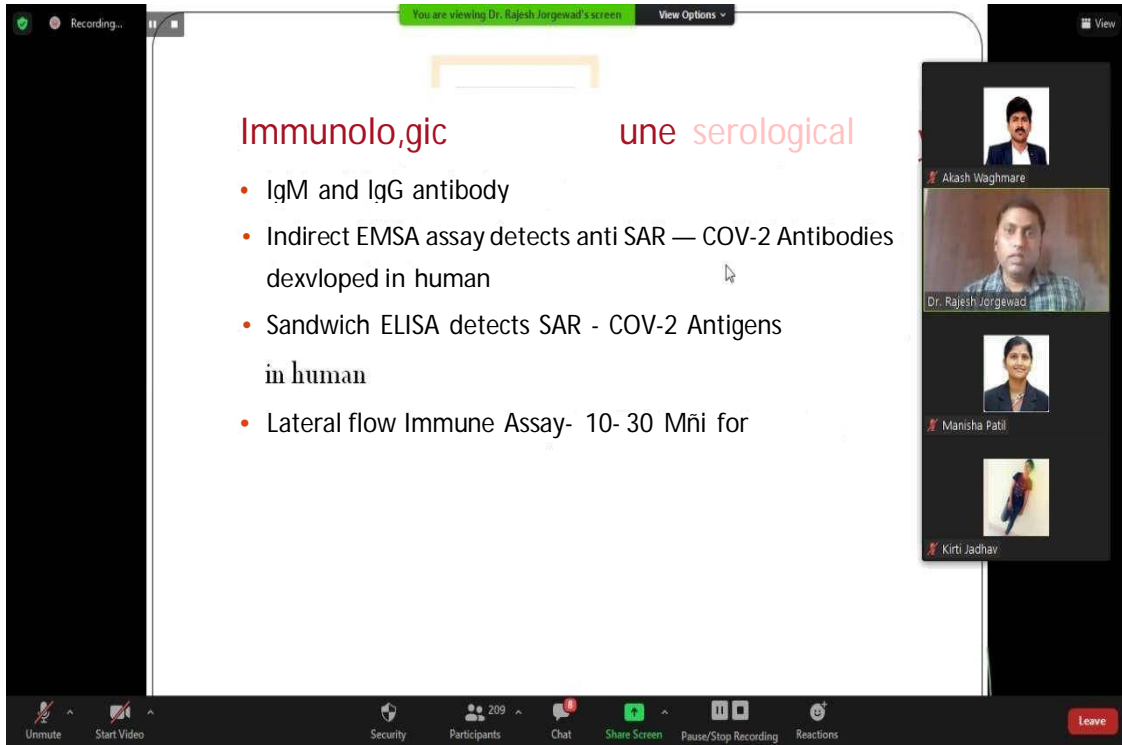 Recording...
You are viewing Dr. Rajesh Jorgewad's screen
View Options
View
Immunolo,gic une serological
• IgM and IgG antibody
• Indirect EMSA assay detects anti SAR — COV-2 Antibodies
dexvloped in human
• Sandwich ELISA detects SAR - COV-2 Antigens
in human
• Lateral flow Immune Assay- 10- 30 Mñi for
Akash Waghmare
Dr. Rajesh Jorgewad
Manisha Patil
Kirti Jadhav
Unmute
Start Video
Security
209
Participants
8
Chat
Share Screen
Pause/Stop Recording
Reactions
Leave